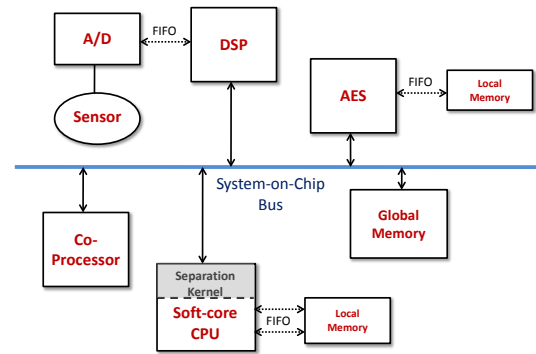 A/D
FIFO
DSP
Sensor
AES
FIFO
Local
Memory
System-on-Chip
Bus
Co-
Processor
Global
Memory
Separation
Kernel
Soft-core
CPU
FIFO
Local
Memory